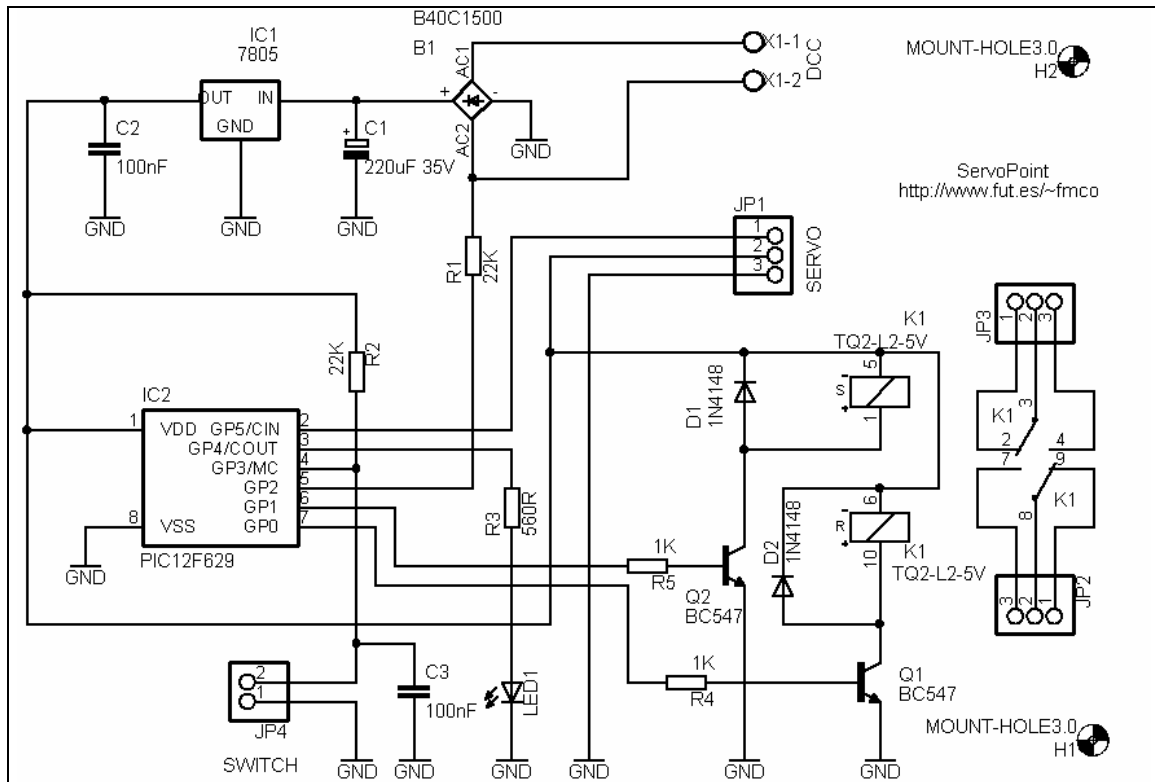 B40C1500
B1
IC1
7805
OUT
IN
GND
C2
100nF
C1
+
220uF 35V
AC1
AC2
+
-
X1-1
X1-2
DCC
MOUNT-HOLE3.0
H2
GND
GND
GND
GND
ServoPoint
http://www.fut.es/~fmco
R1
22K
JP1
1
2
3
SERVO
22K
R2
IC2
1
VDD
GP5/CIN
2
GP4/COUT
3
GP3/MC
4
GP2
5
GP1
6
8
VSS
GP0
7
PIC12F629
GND
R3
560R
D1
1N4148
K1
TQ2-L2-5V
-
5
S
+
1
D2
1N4148
-
6
R
+
10
K1
TQ2-L2-5V
JP3
1
2
3
3
K1
2
4
7
9
8
K1
3
2
1
JP2
1K
R5
Q2
BC547
1K
R4
Q1
BC547
2
1
JP4
SWITCH
C3
100nF
LED1
GND
GND
GND
GND
GND
GND
MOUNT-HOLE3.0
H1